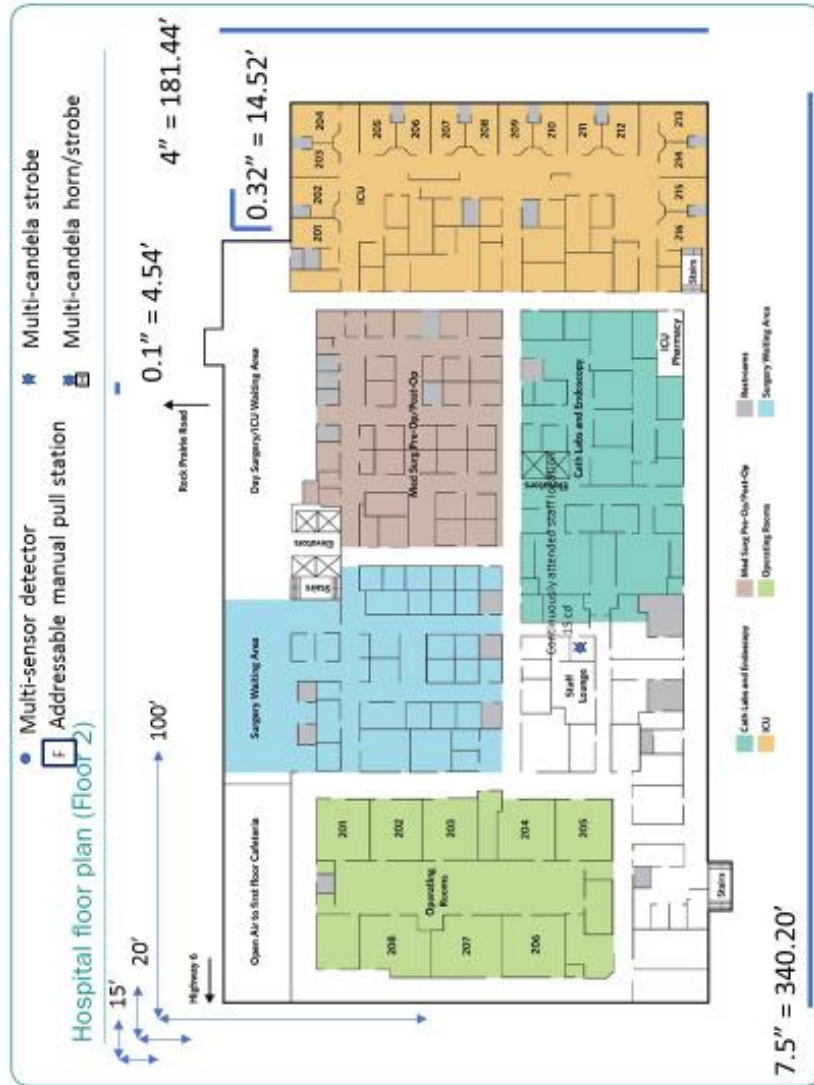 Hospital floor plan (Floor 2)
Multi-sensor detector
F Addressable manual pull station
Multi-candela strobe
Multi-candela horn/strobe
15’
20’
100’
0.1” = 4.54’
0.32” = 14.52’
4” = 181.44’
7.5” = 340.20’
Highway 6
Rock Prairie Road
Open Air to first floor Cafeteria
Surgery Waiting Area
Day Surgery/ICU Waiting Area
Stairs
Elevators
201
202
203
204
205
206
207
208
Operating
Rooms
Med Surg Pre-Op/Post-Op
ICU
201
202
203
204
205
206
207
208
209
210
211
212
213
214
215
216
Stairs
Staff
Lounge
Continuously attended staff location
15 cd
Elevators
Cath Labs and Endoscopy
ICU
Pharmacy
Stairs
Cath Labs and Endoscopy
ICU
Med Surg Pre-Op/Post-Op
Operating Rooms
Restrooms
Surgery Waiting Area